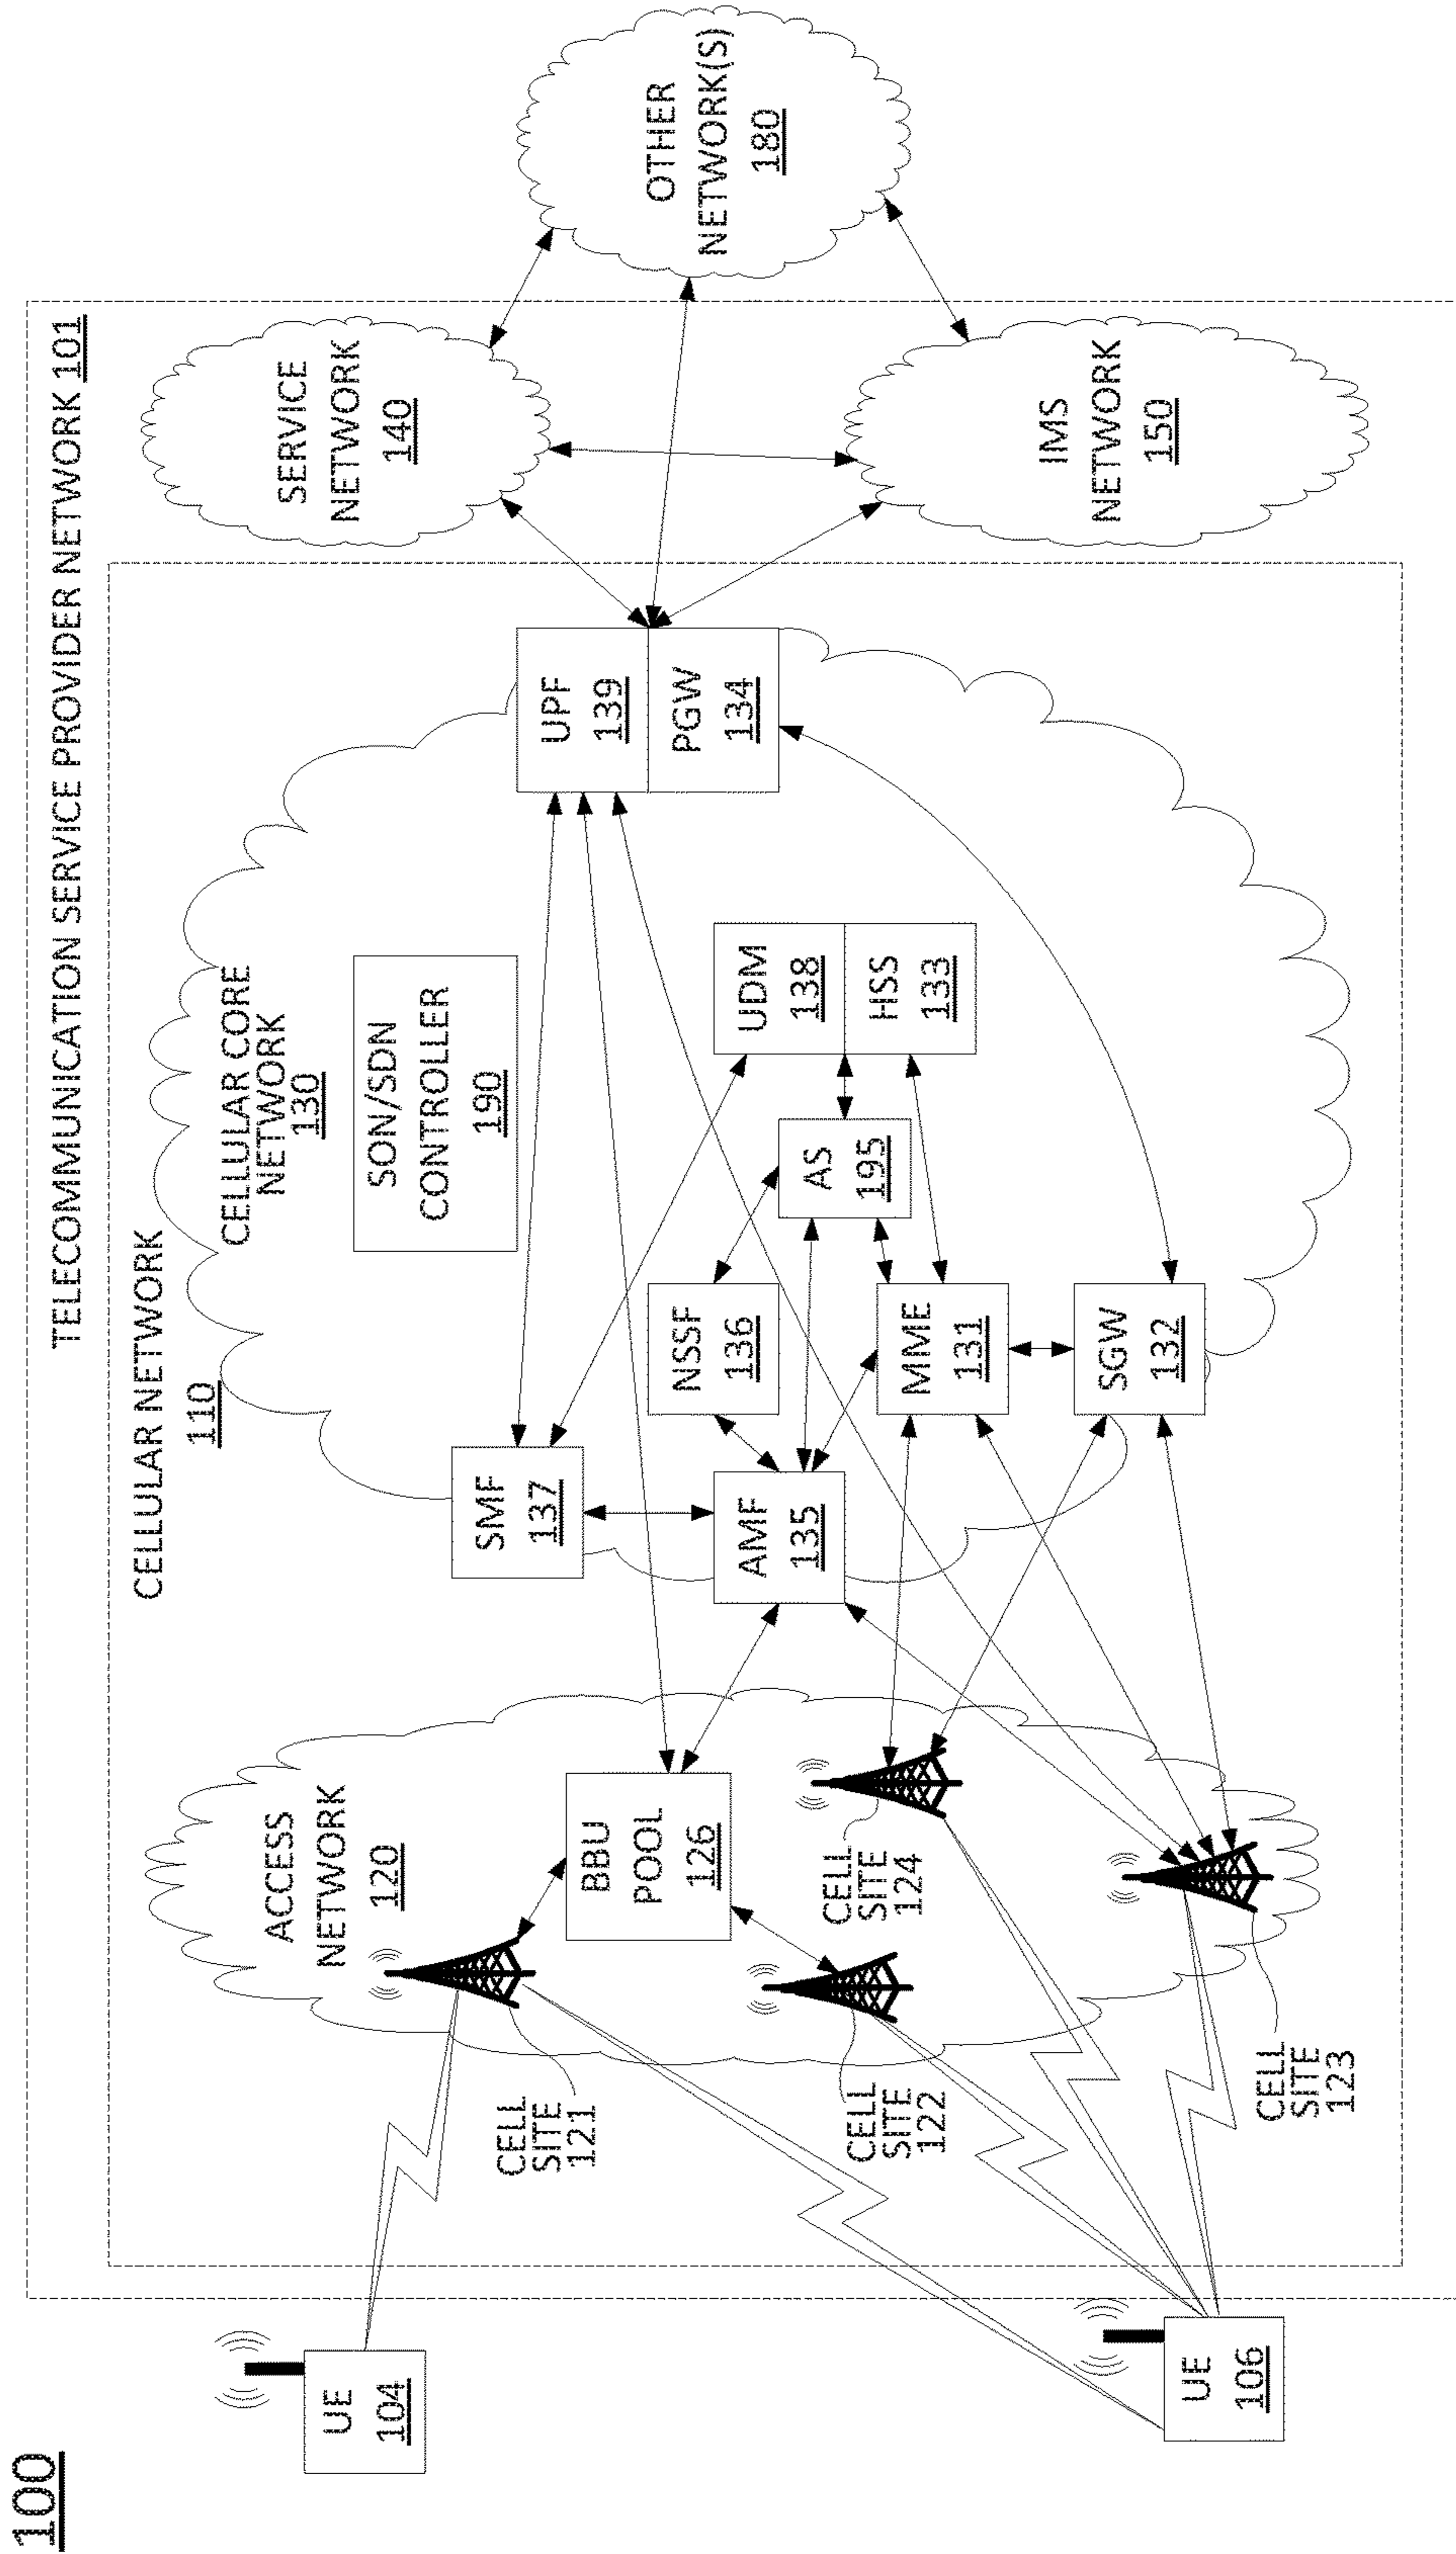 100
TELECOMMUNICATION SERVICE PROVIDER NETWORK 101
CELLULAR NETWORK
110
UE
104
UE
106
ACCESS
NETWORK
120
CELL
SITE
121
BBU
POOL
126
CELL
SITE
122
CELL
SITE
124
CELL
SITE
123
CELLULAR CORE
NETWORK
130
SON/SDN
CONTROLLER
190
SMF
137
AMF
135
NSSF
136
MME
131
SGW
132
AS
195
UDM
138
HSS
133
UPF
139
PGW
134
SERVICE
NETWORK
140
IMS
NETWORK
150
OTHER
NETWORK(S)
180